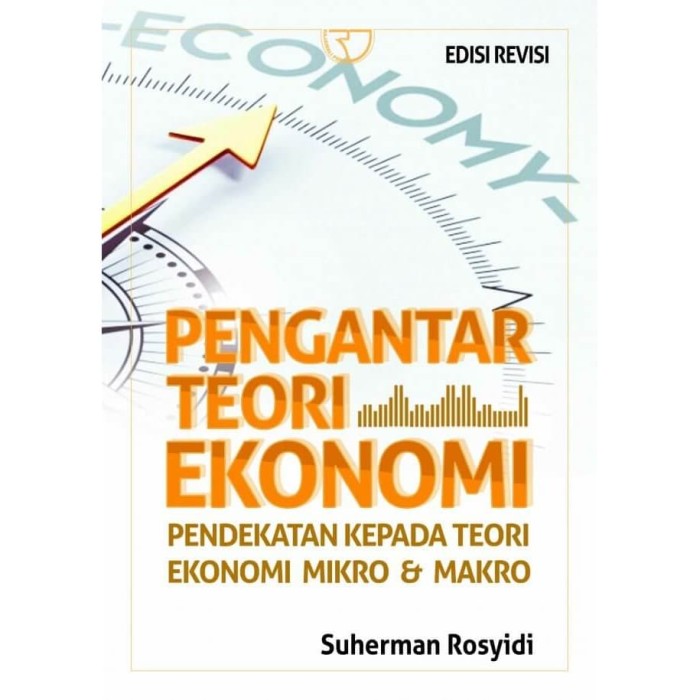 -ECONOMY-
EDISI REVISI
PENGANTAR
TEORI
EKONOMI
PENDEKATAN KEPADA TEORI
EKONOMI MIKRO & MAKRO
Suherman Rosyidi